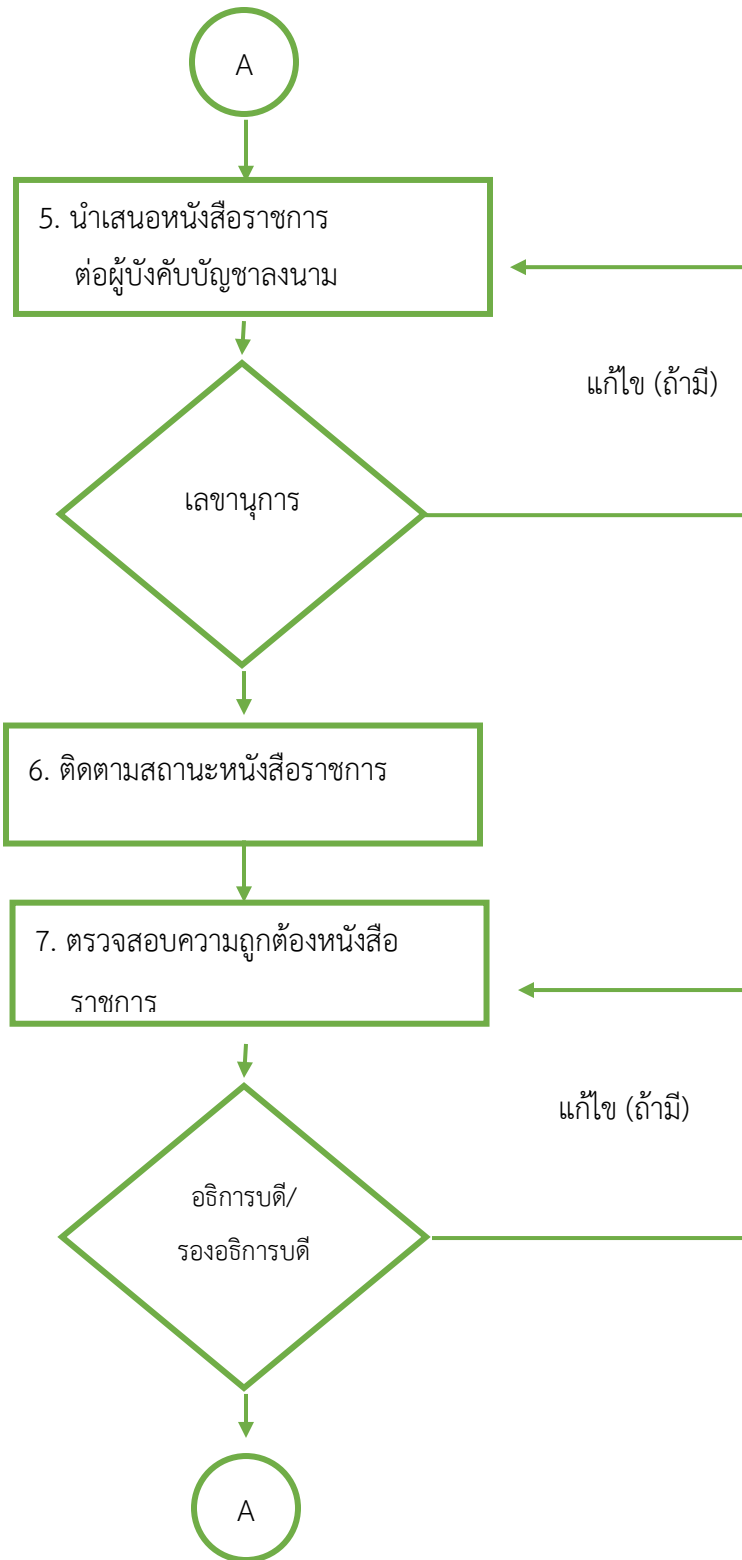 A
5. นำเสนอหนังสือราชการ
ต่อผู้บังคับบัญชาลงนาม
แก้ไข (ถ้ามี)
เลขานุการ
6. ติดตามสถานะหนังสือราชการ
7. ตรวจสอบความถูกต้องหนังสือ
ราชการ
แก้ไข (ถ้ามี)
อธิการบดี/
รองอธิการบดี
A